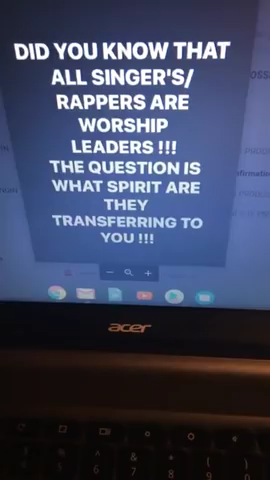 DID YOU KNOW THAT
ALL SINGER'S/
RAPPERS ARE
WORSHIP
LEADERS !!!
THE QUESTION IS
WHAT SPIRIT ARE
THEY
TRANSFERRING TO
YOU !!!
acer